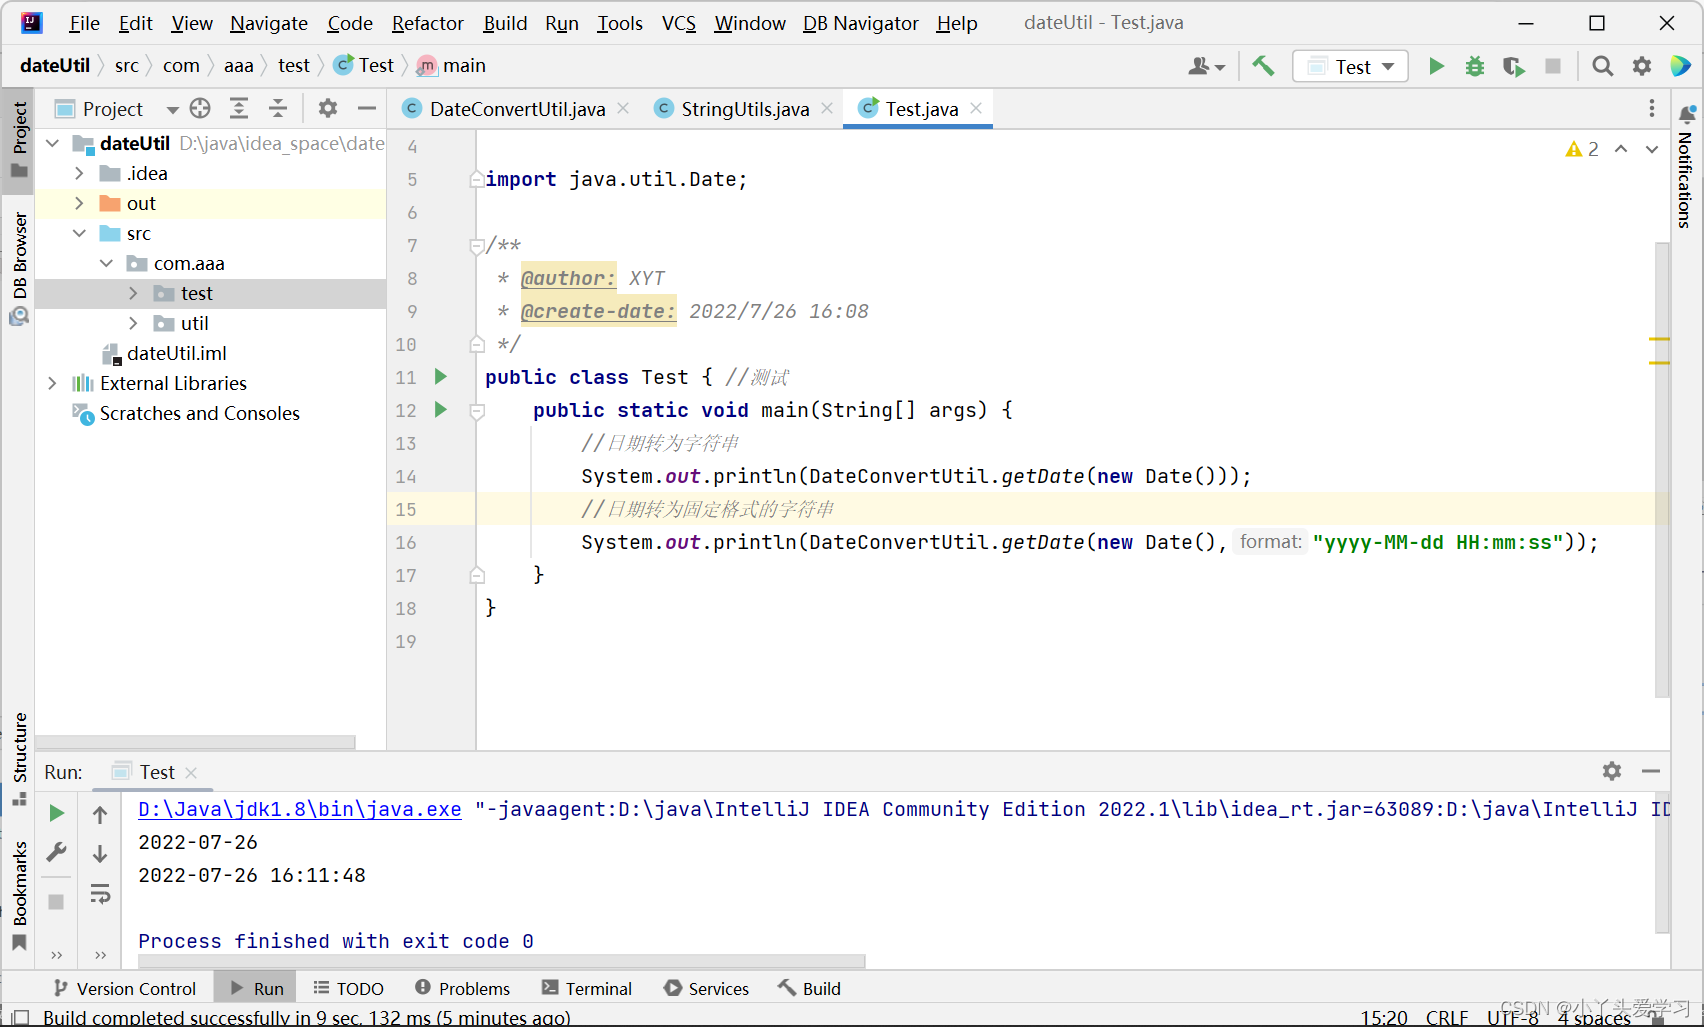 File Edit View Navigate Code Refactor Build Run Tools VCS Window DB Navigator Help dateUtil - Test.java
dateUtil src com aaa test Test main
Test
Project
DateConvertUtil.java StringUtils.java Test.java
Project
DB Browser
Structure
Bookmarks
Notifications
dateUtil D:\java\idea_space\date
.idea
out
src
com.aaa
test
util
dateUtil.iml
External Libraries
Scratches and Consoles
2
4
5 import java.util.Date;
6
7 /**
8 * @author: XYT
9 * @create-date: 2022/7/26 16:08
10 */
11 public class Test { //测试
12 public static void main(String[] args) {
13 //日期转为字符串
14 System.out.println(DateConvertUtil.getDate(new Date()));
15 //日期转为固定格式的字符串
16 System.out.println(DateConvertUtil.getDate(new Date(), format: "yyyy-MM-dd HH:mm:ss"));
17 }
18 }
19
Run: Test
D:\Java\jdk1.8\bin\java.exe "-javaagent:D:\java\IntelliJ IDEA Community Edition 2022.1\lib\idea_rt.jar=63089:D:\java\IntelliJ ID
2022-07-26
2022-07-26 16:11:48
Process finished with exit code 0
Version Control Run TODO Problems Terminal Services Build
Build completed successfully in 9 sec, 132 ms (5 minutes ago) 15:20 CRLF UTF-8 4 spaces
CSDN @小丫头爱学习